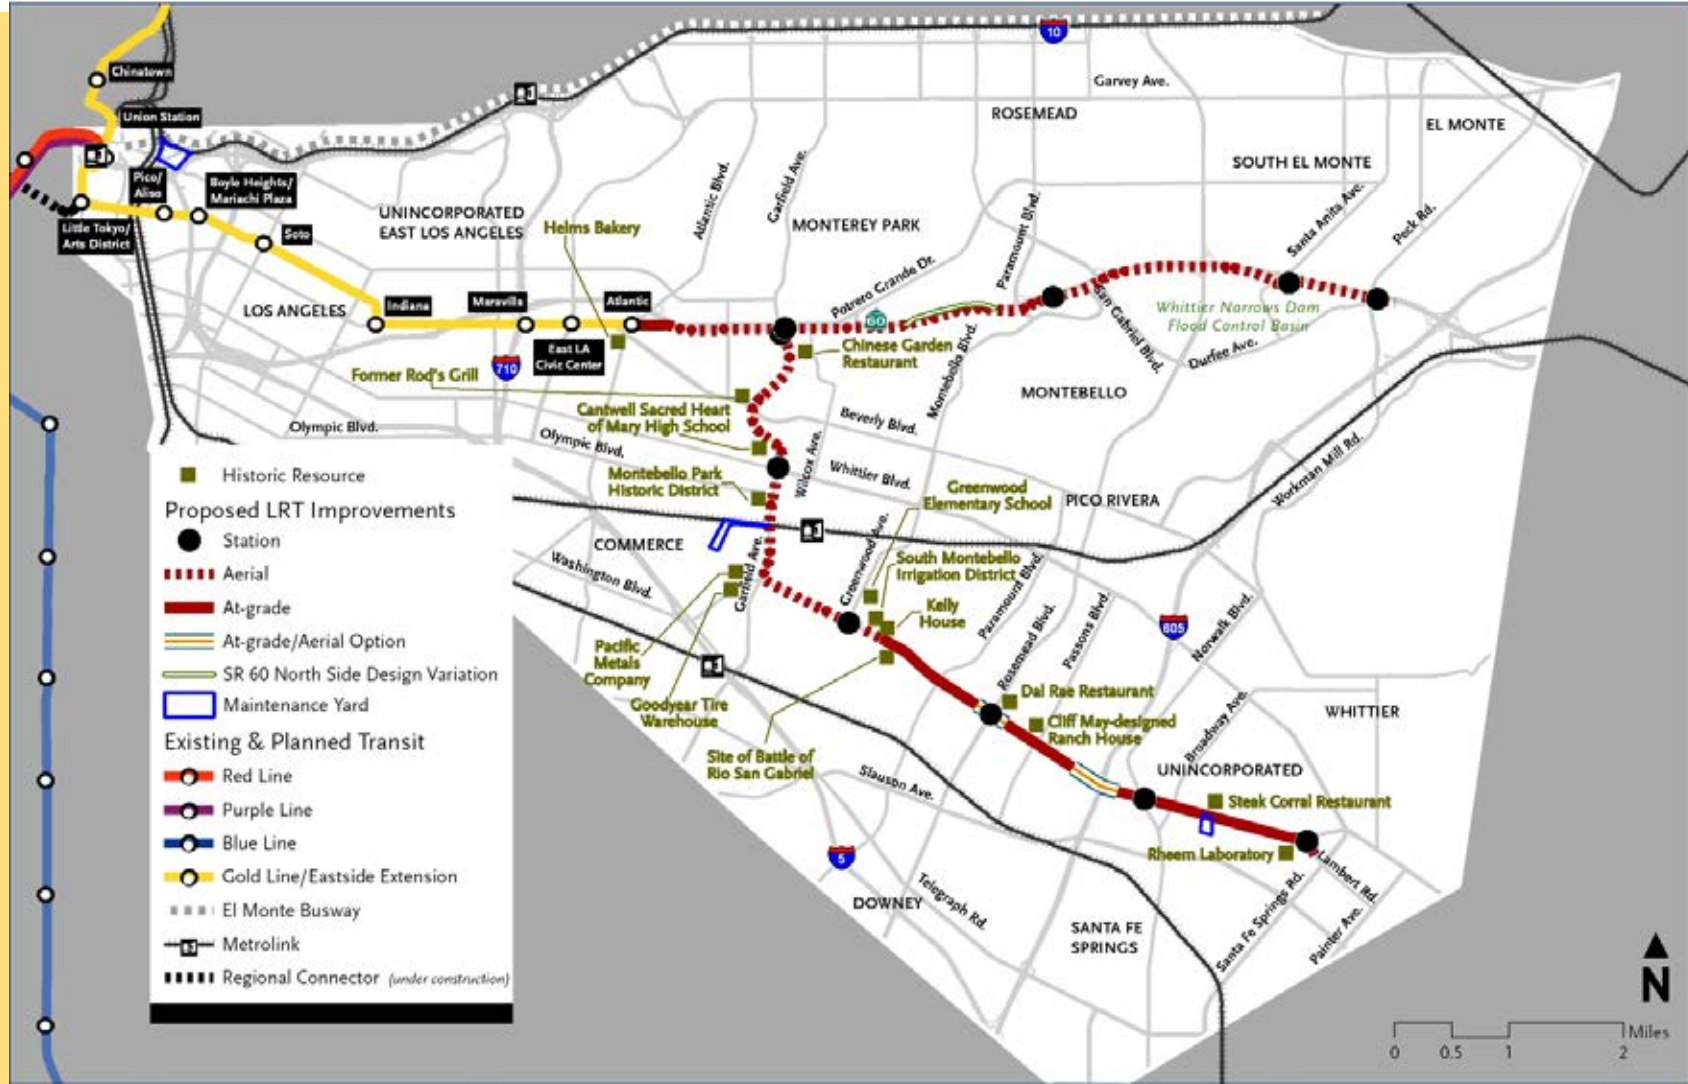 10
Chinatown
Garvey Ave.
ROSEMEAD
Union Station
EL MONTE
SOUTH EL MONTE
Pico/
Aliso
Boyle Heights/
Mariachi Plaza
Atlantic Blvd.
Garfield Ave.
Paramount Blvd.
Santa Anita Ave.
Peck Rd.
UNINCORPORATED
EAST LOS ANGELES
Helms Bakery
MONTEREY PARK
Little Tokyo/
Arts District
Soto
Potrero Grande Dr.
LOS ANGELES
Indiana
Maravilla
Atlantic
60
San Gabriel Blvd.
Whittier Narrows Dam
Flood Control Basin
East LA
Civic Center
710
Chinese Garden
Restaurant
Montebello Blvd.
Durfee Ave.
Former Rod's Grill
MONTEBELLO
Cantwell Sacred Heart
of Mary High School
Beverly Blvd.
Olympic Blvd.
Olympic Blvd.
Wilcox Ave.
Whittier Blvd.
Workman Mill Rd.
Montebello Park
Historic District
Greenwood
Elementary School
PICO RIVERA
COMMERCE
Garfield Ave.
Greenwood Ave.
South Montebello
Irrigation District
Washington Blvd.
Paramount Blvd.
Rosemead Blvd.
Passons Blvd.
605
Norwalk Blvd.
Kelly
House
Pacific
Metals
Company
Goodyear Tire
Warehouse
Dal Rae Restaurant
Cliff May-designed
Ranch House
Broadway Ave.
WHITTIER
Site of Battle of
Rio San Gabriel
Slauson Ave.
UNINCORPORATED
Steak Corral Restaurant
5
Rheem Laboratory
Lambert Rd.
DOWNEY
Telegraph Rd.
SANTA FE
SPRINGS
Santa Fe Springs Rd.
Painter Ave.
Historic Resource
Proposed LRT Improvements
Station
Aerial
At-grade
At-grade/Aerial Option
SR 60 North Side Design Variation
Maintenance Yard
Existing & Planned Transit
Red Line
Purple Line
Blue Line
Gold Line/Eastside Extension
El Monte Busway
Metrolink
Regional Connector (under construction)
N
Miles
0 0.5 1 2